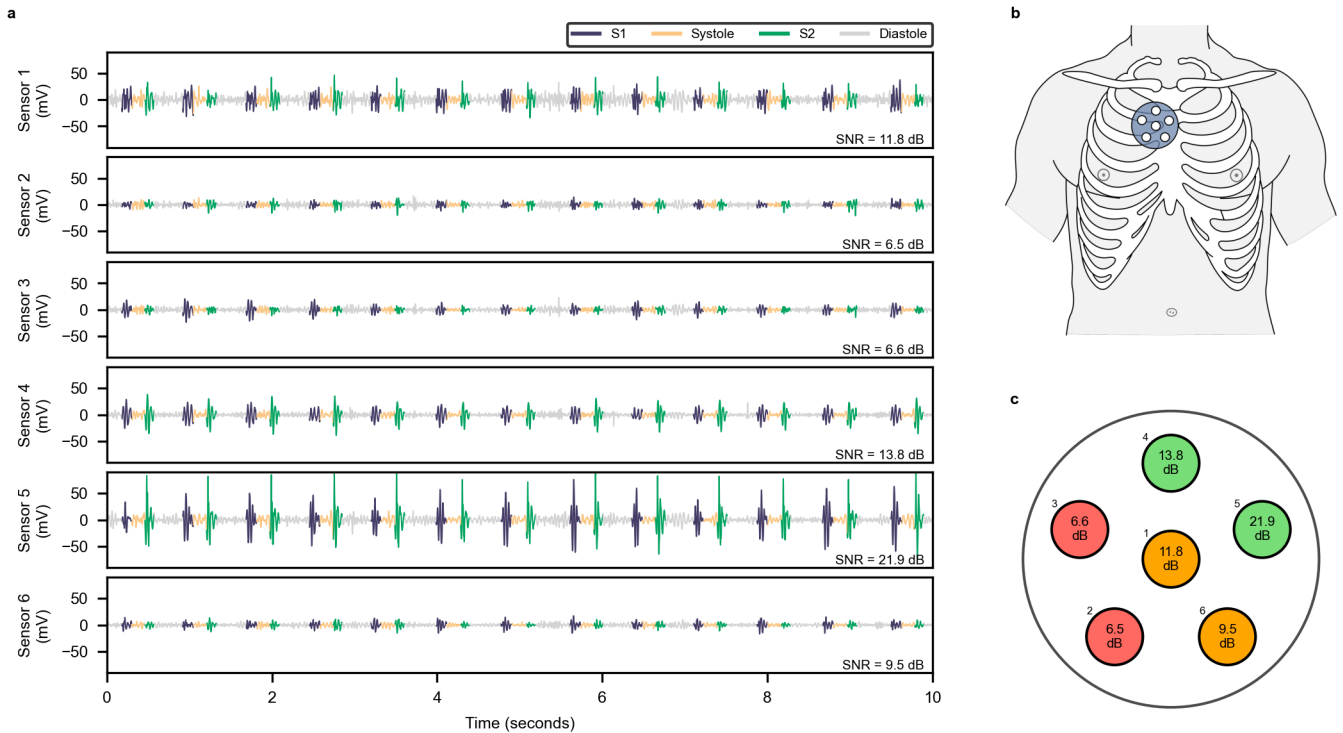 a
S1 Systole S2 Diastole
Sensor 1
(mV)
50
0
−50
SNR = 11.8 dB
Sensor 2
(mV)
50
0
−50
SNR = 6.5 dB
Sensor 3
(mV)
50
0
−50
SNR = 6.6 dB
Sensor 4
(mV)
50
0
−50
SNR = 13.8 dB
Sensor 5
(mV)
50
0
−50
SNR = 21.9 dB
Sensor 6
(mV)
50
0
−50
SNR = 9.5 dB
0 2 4 6 8 10
Time (seconds)
b
c
4
13.8
dB
3
6.6
dB
5
21.9
dB
1
11.8
dB
2
6.5
dB
6
9.5
dB